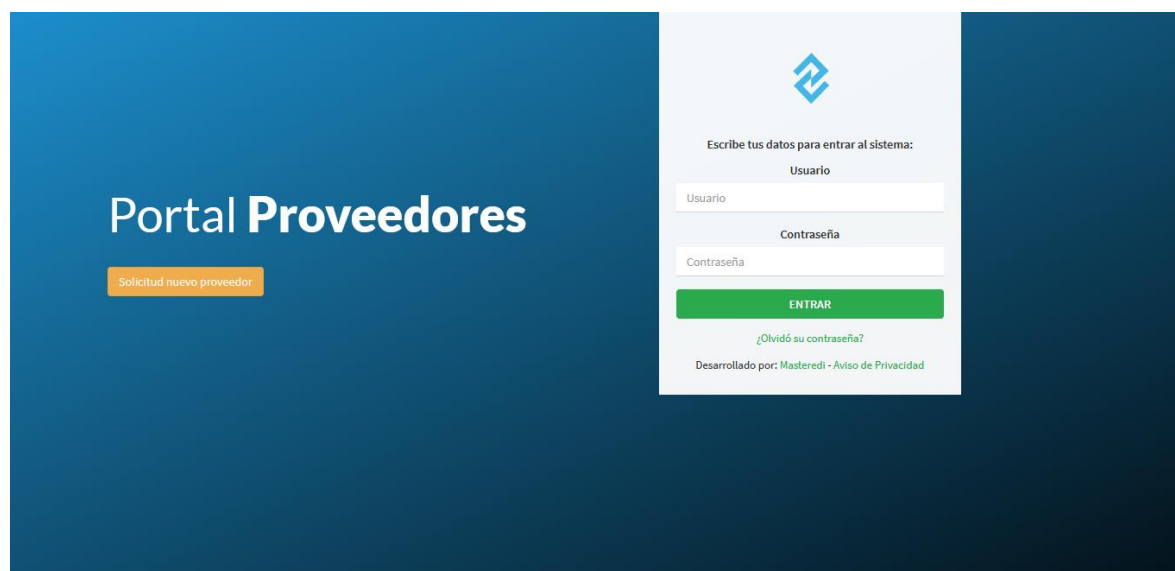 Portal Proveedores
Solicitud nuevo proveedor
Escribe tus datos para entrar al sistema:
Usuario
Usuario
Contraseña
Contraseña
ENTRAR
¿Olvidó su contraseña?
Desarrollado por: Masteredi - Aviso de Privacidad